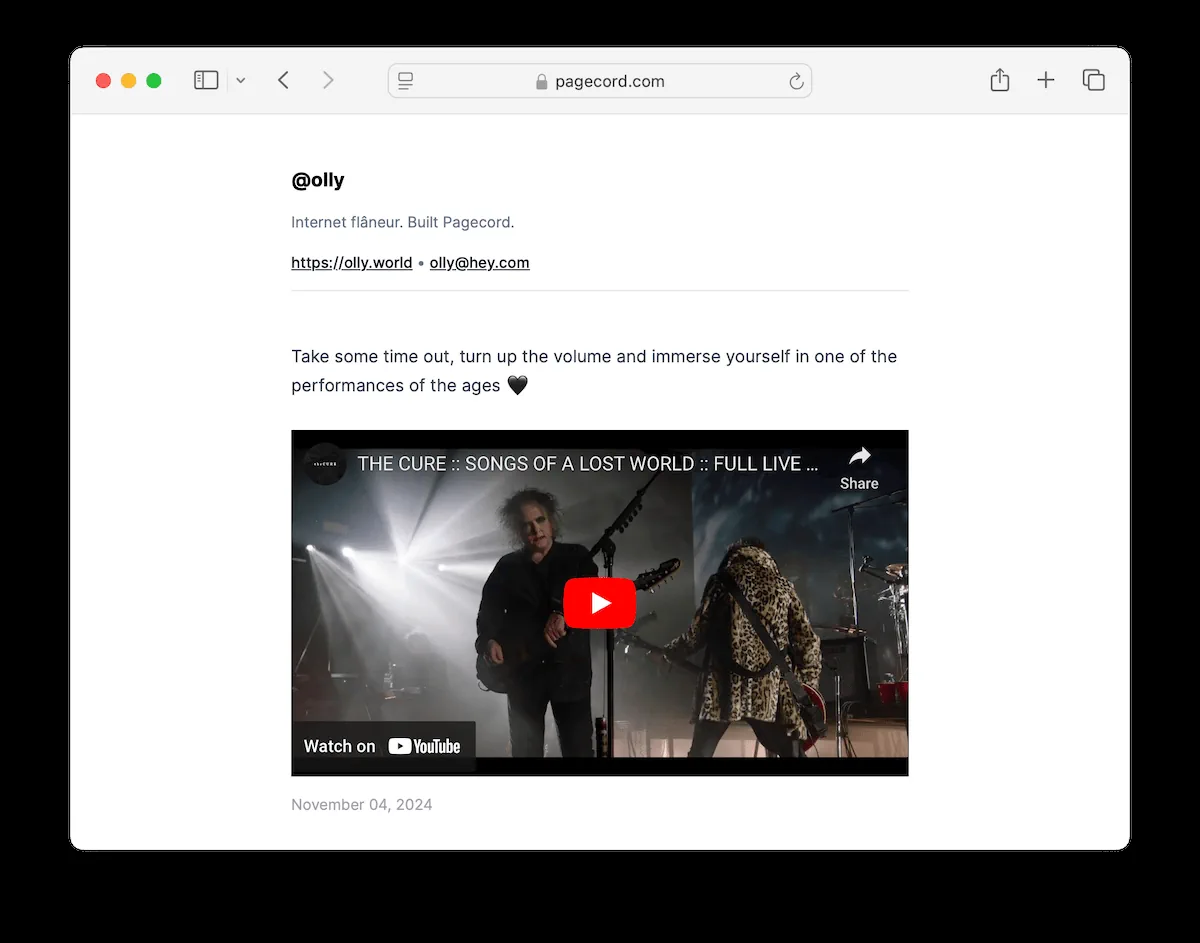 pagecord.com
@olly
Internet flâneur. Built Pagecord.
https://olly.world • olly@hey.com
Take some time out, turn up the volume and immerse yourself in one of the
performances of the ages 🖤
theCURE
THE CURE :: SONGS OF A LOST WORLD :: FULL LIVE ...
Share
Watch on YouTube
November 04, 2024